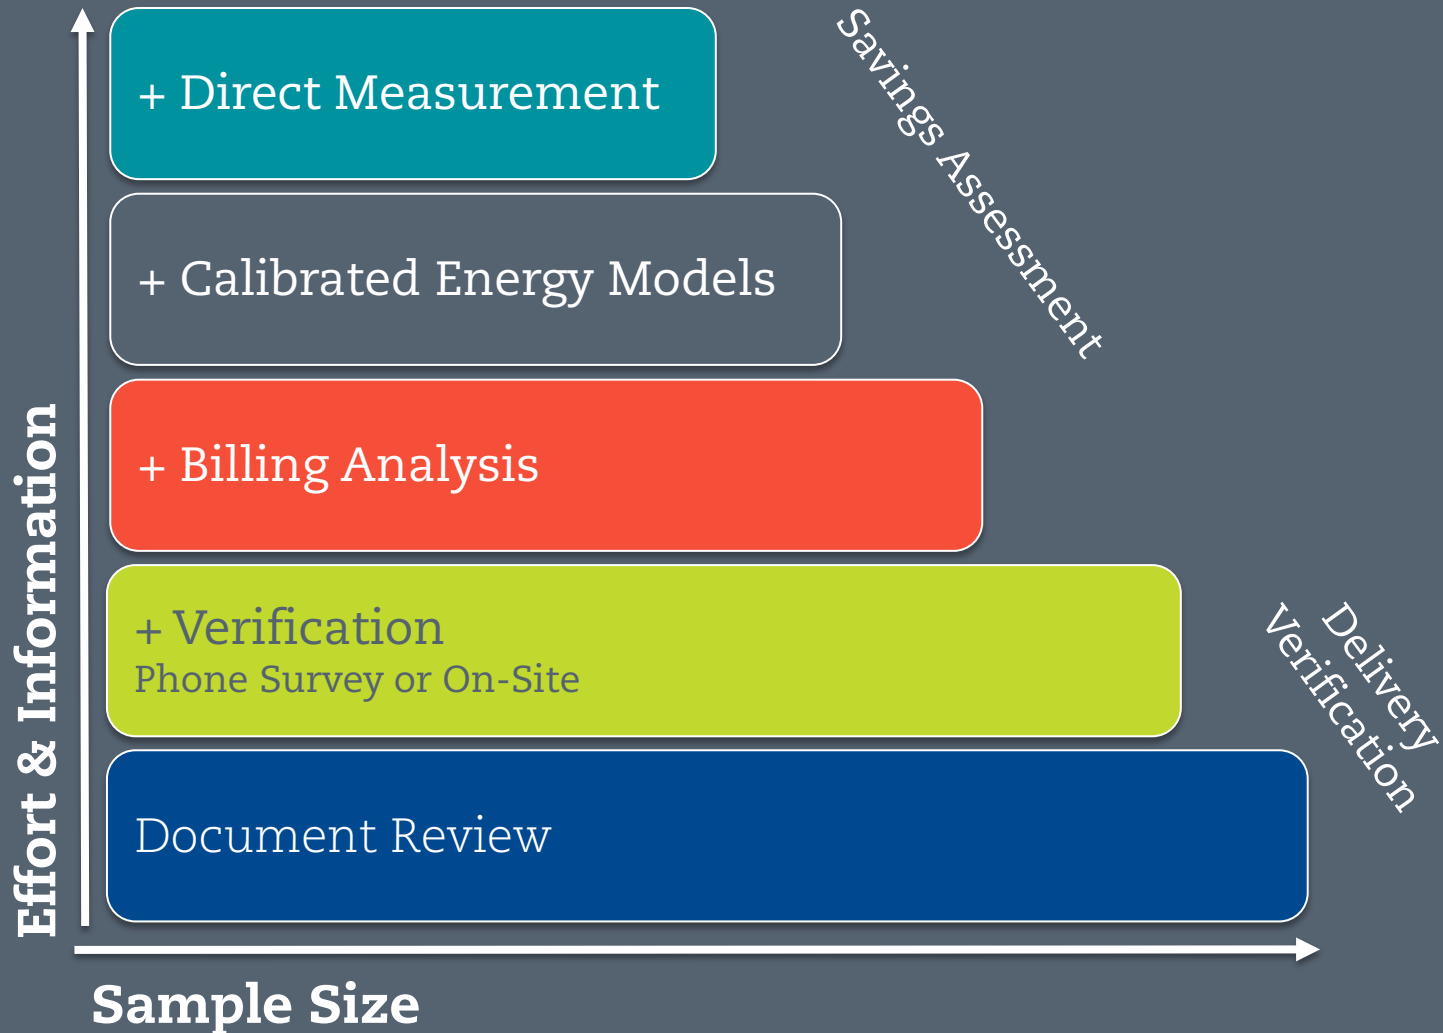 + Direct Measurement
+ Calibrated Energy Models
+ Billing Analysis
+ Verification
Phone Survey or On-Site
Document Review
Savings Assessment
Delivery
Verification
Effort & Information
Sample Size